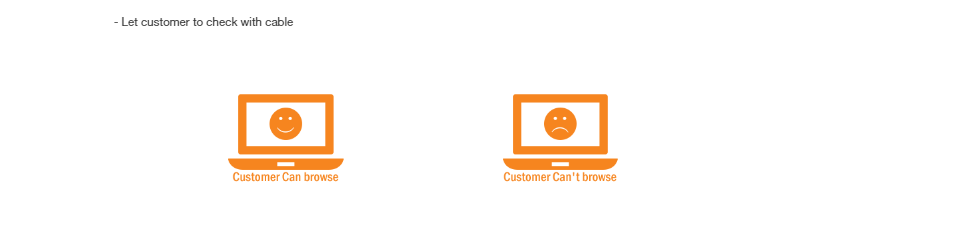 - Let customer to check with cable
Customer Can browse
Customer Can't browse